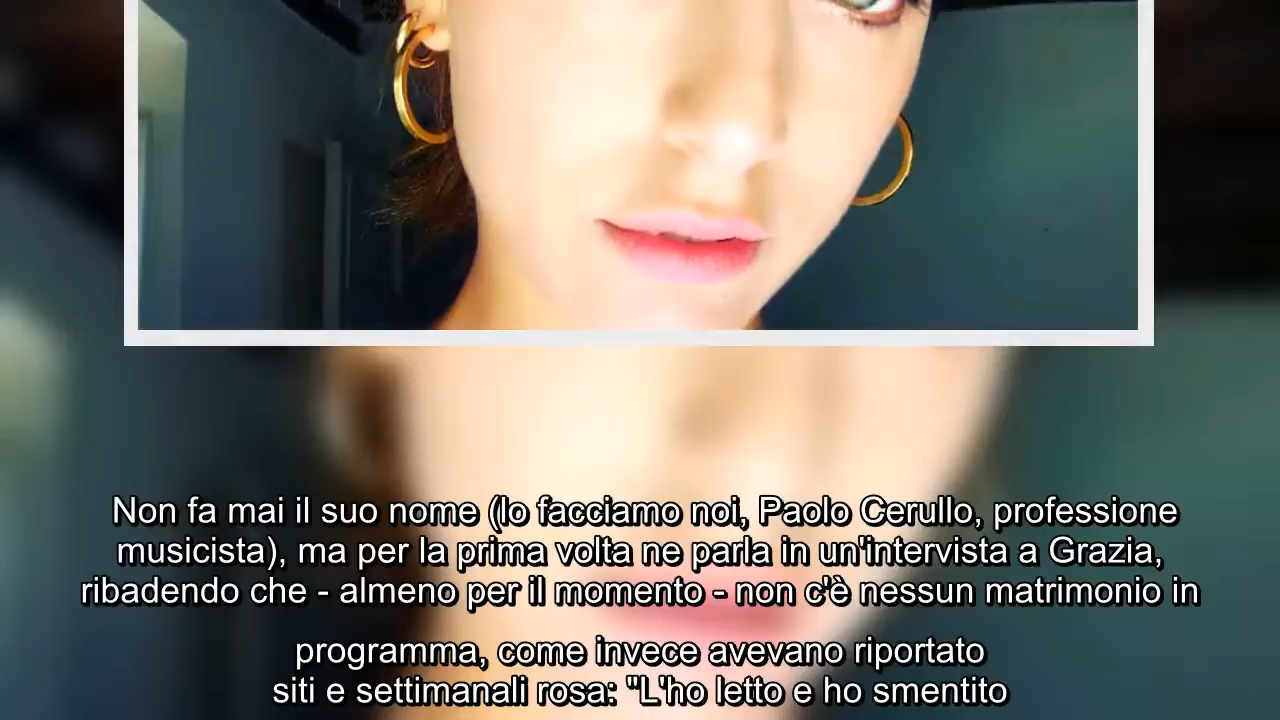 Non fa mai il suo nome (lo facciamo noi, Paolo Cerullo, professione
musicista), ma per la prima volta ne parla in un'intervista a Grazia,
ribadendo che - almeno per il momento - non c'è nessun matrimonio in
programma, come invece avevano riportato
siti e settimanali rosa: "L'ho letto e ho smentito